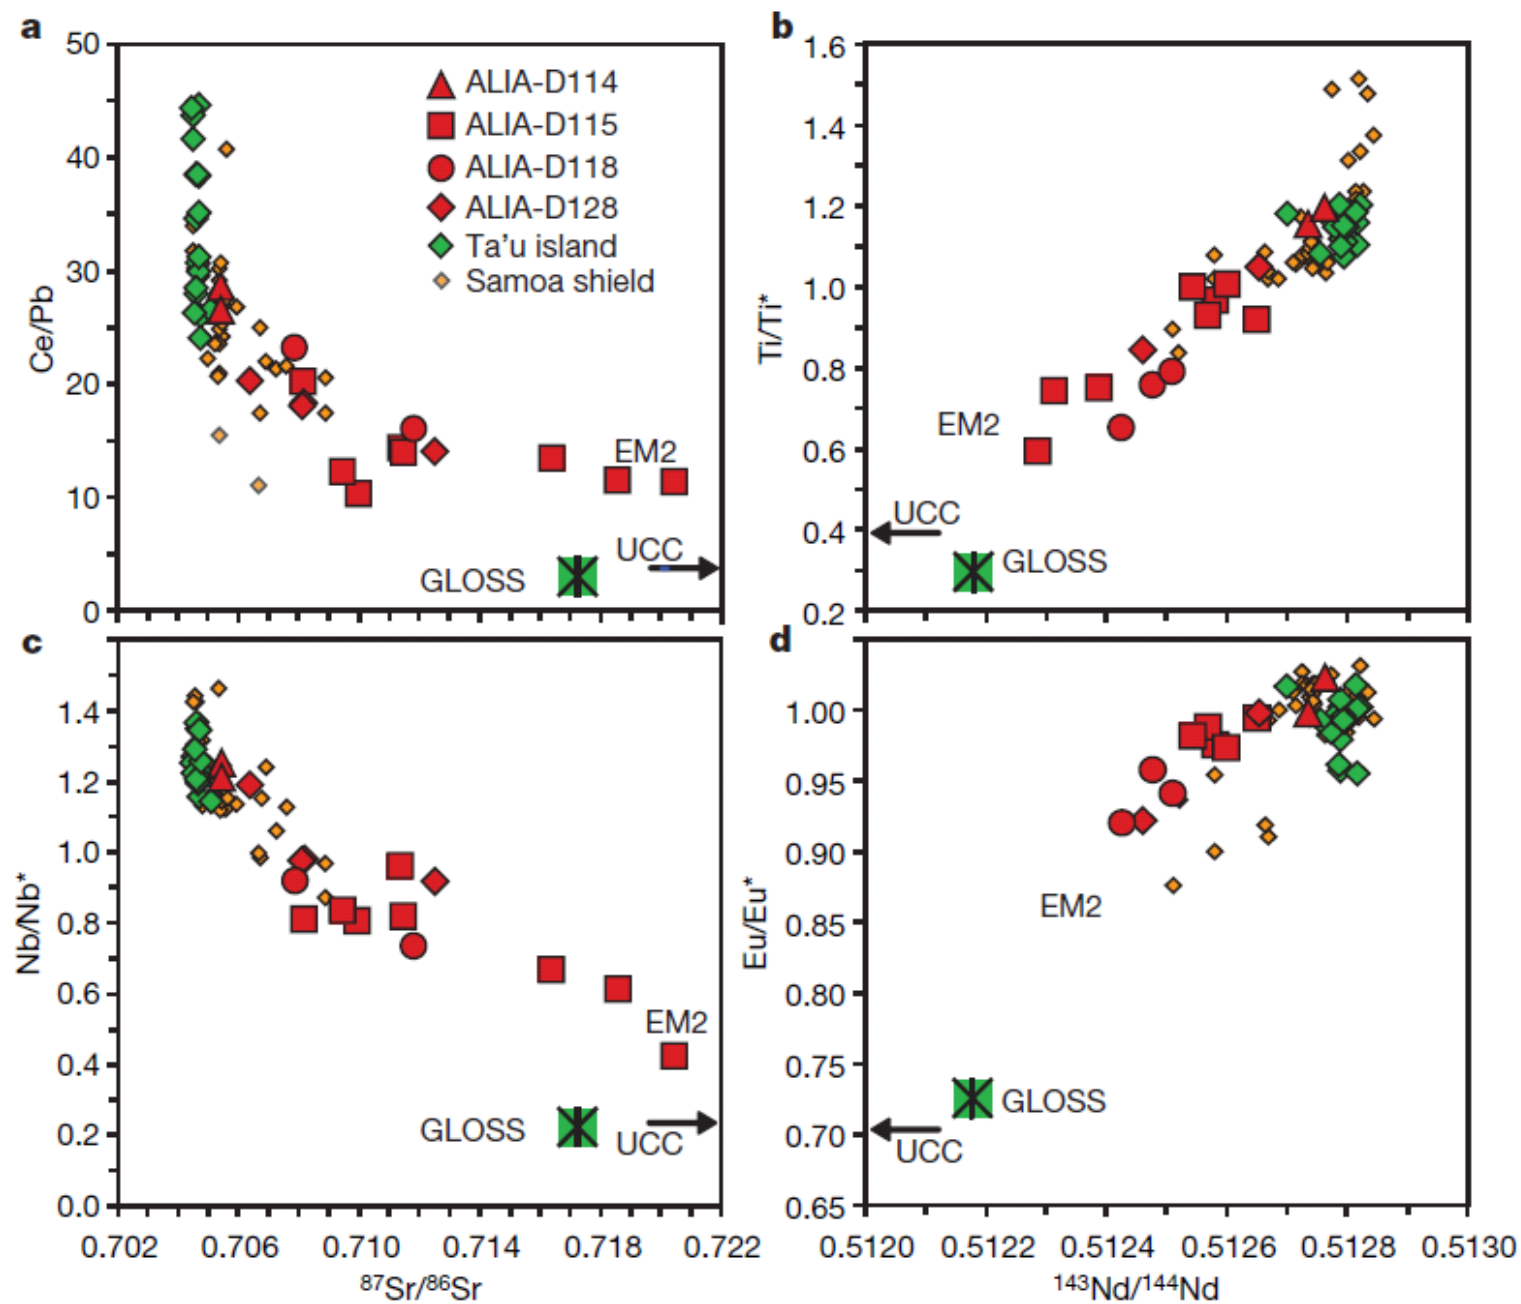 a
50
40
30
20
10
0
Ce/Pb
ALIA-D114
ALIA-D115
ALIA-D118
ALIA-D128
Ta'u island
Samoa shield
EM2
UCC
GLOSS
b
1.6
1.4
1.2
1.0
0.8
0.6
0.4
0.2
Ti/Ti*
EM2
UCC
GLOSS
c
1.4
1.2
1.0
0.8
0.6
0.4
0.2
0.0
Nb/Nb*
EM2
GLOSS
UCC
0.702 0.706 0.710 0.714 0.718 0.722
⁸⁷Sr/⁸⁶Sr
d
1.00
0.95
0.90
0.85
0.80
0.75
0.70
0.65
Eu/Eu*
EM2
GLOSS
UCC
0.5120 0.5122 0.5124 0.5126 0.5128 0.5130
¹⁴³Nd/¹⁴⁴Nd